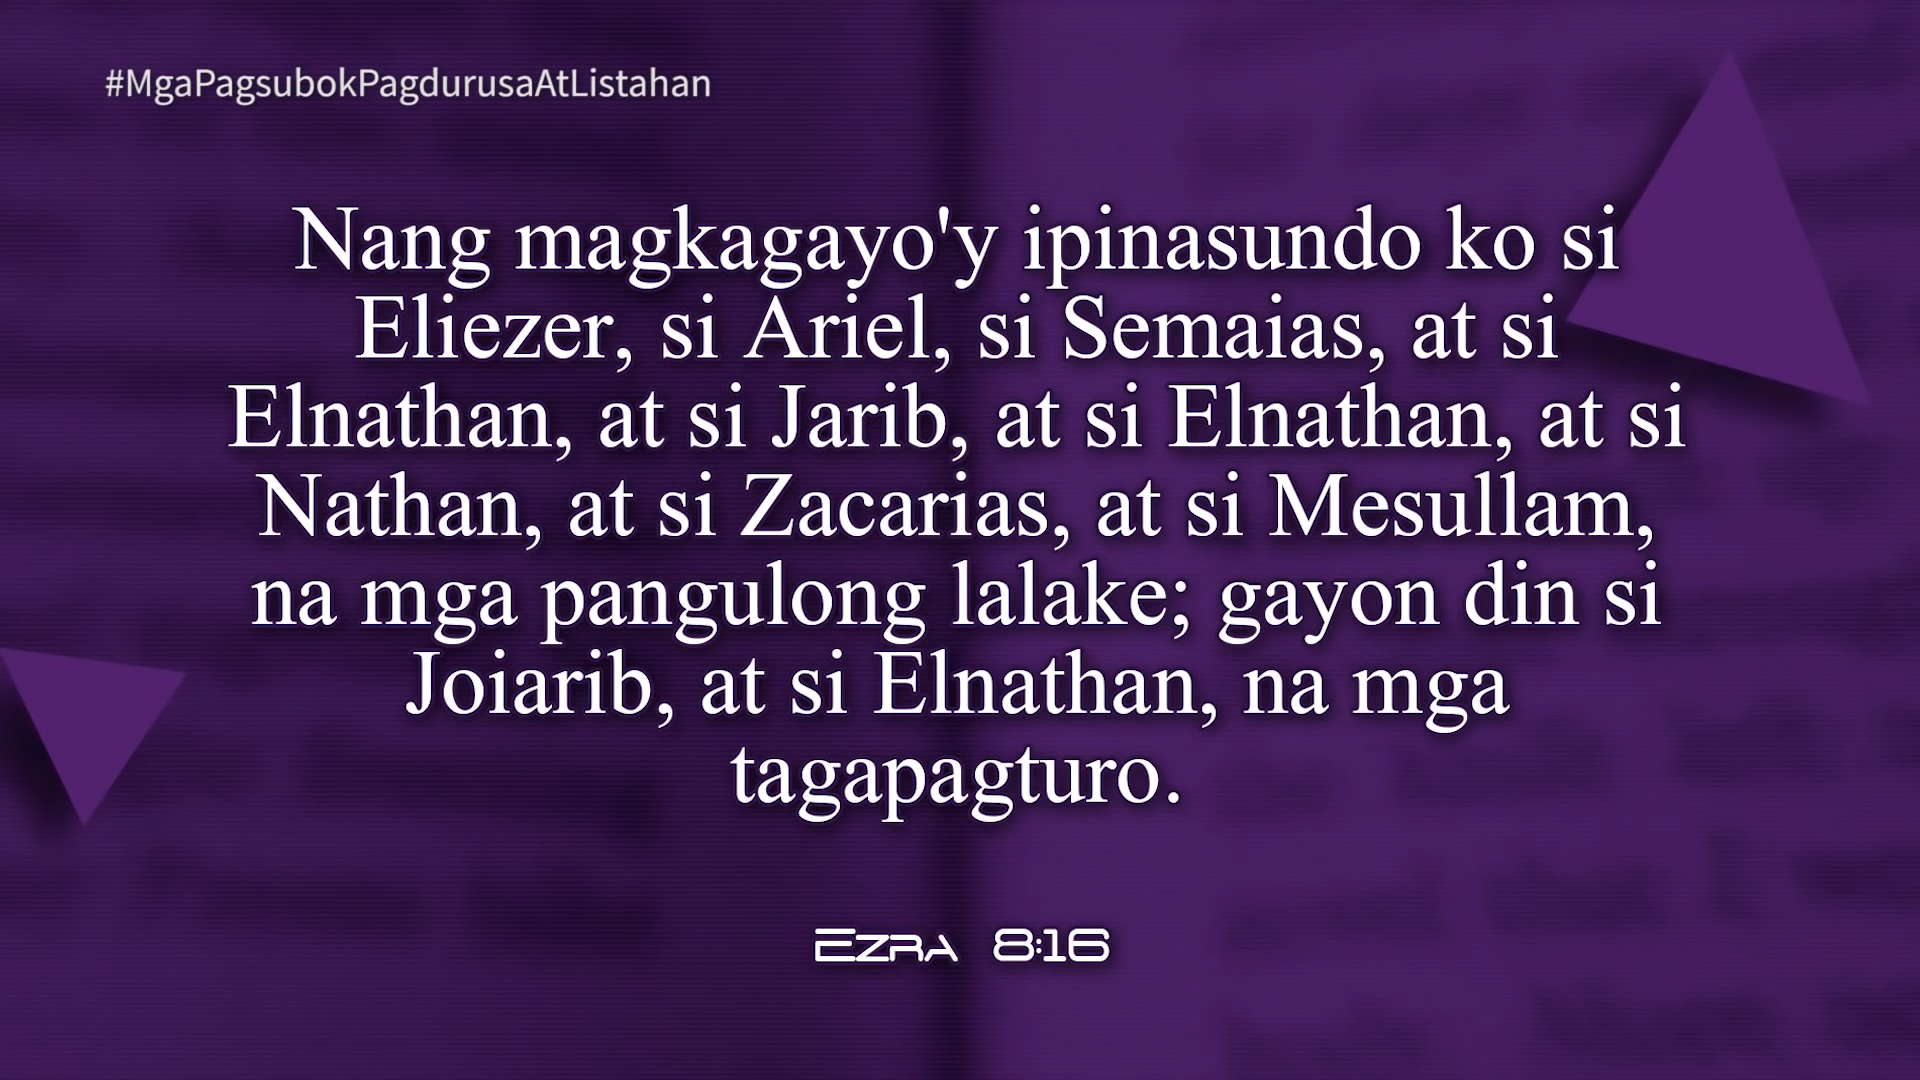 #MgaPagsubokPagdurusaAtListahan
Nang magkagayo'y ipinasundo ko si
Eliezer, si Ariel, si Semaias, at si
Elnathan, at si Jarib, at si Elnathan, at si
Nathan, at si Zacarias, at si Mesullam,
na mga pangulong lalake; gayon din si
Joiarib, at si Elnathan, na mga
tagapagturo.
Ezra 8:16